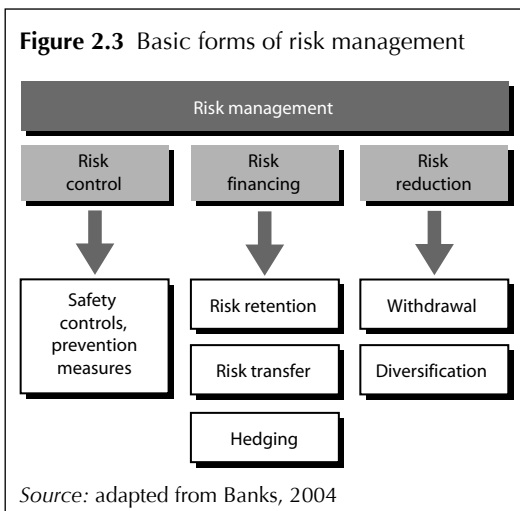 Figure 2.3 Basic forms of risk management
Risk management
Risk
control
Risk
financing
Risk
reduction
Safety
controls,
prevention
measures
Risk retention
Risk transfer
Hedging
Withdrawal
Diversification
Source: adapted from Banks, 2004